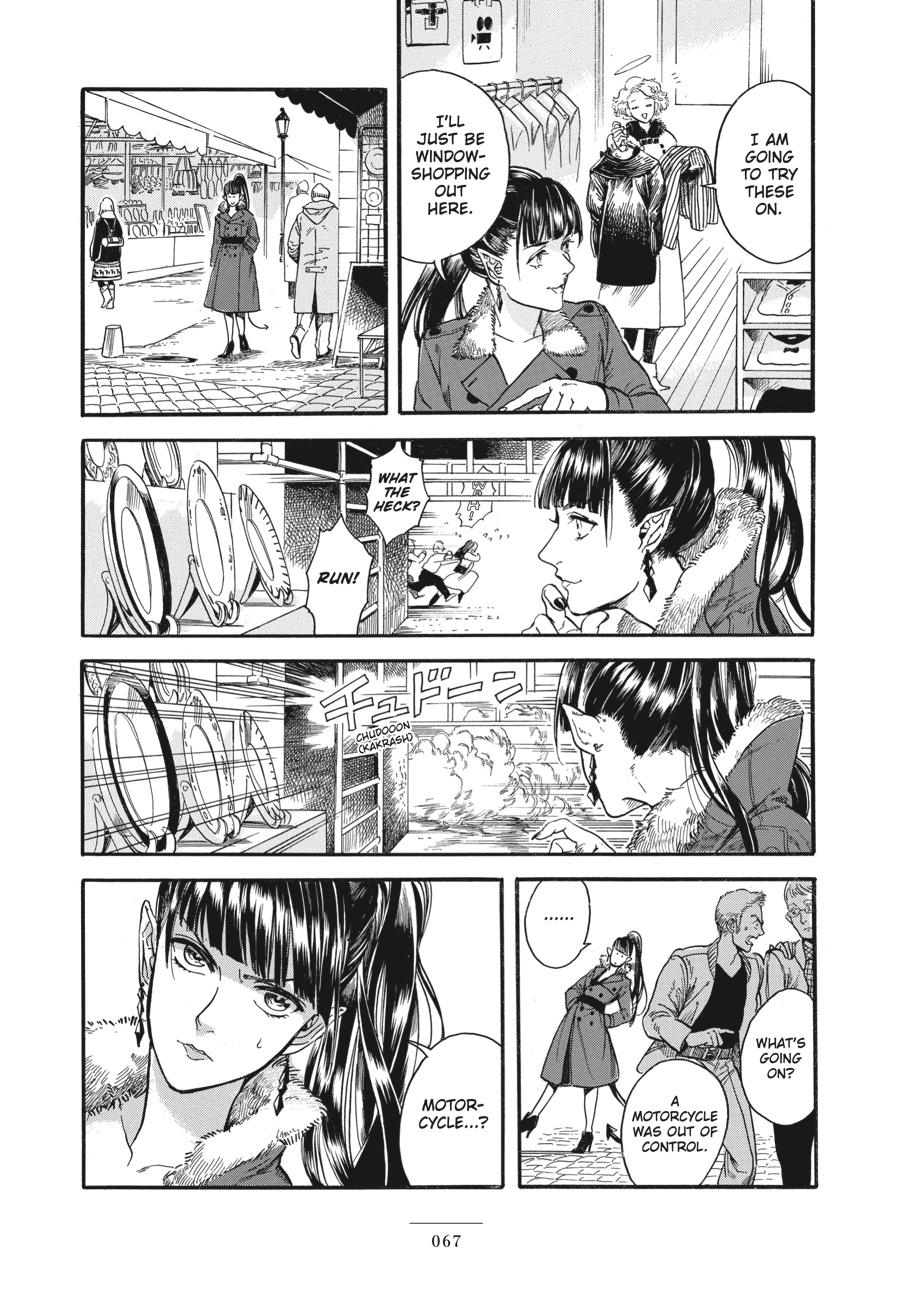 I AM
GOING
TO TRY
THESE
ON.
I'LL
JUST BE
WINDOW-
SHOPPING
OUT
HERE.
WHAT
THE
HECK?
RUN!
チュドーン
CHUDOOON
(KAKRASH)
......
WHAT'S
GOING
ON?
A
MOTORCYCLE
WAS OUT OF
CONTROL.
MOTOR-
CYCLE...?
067